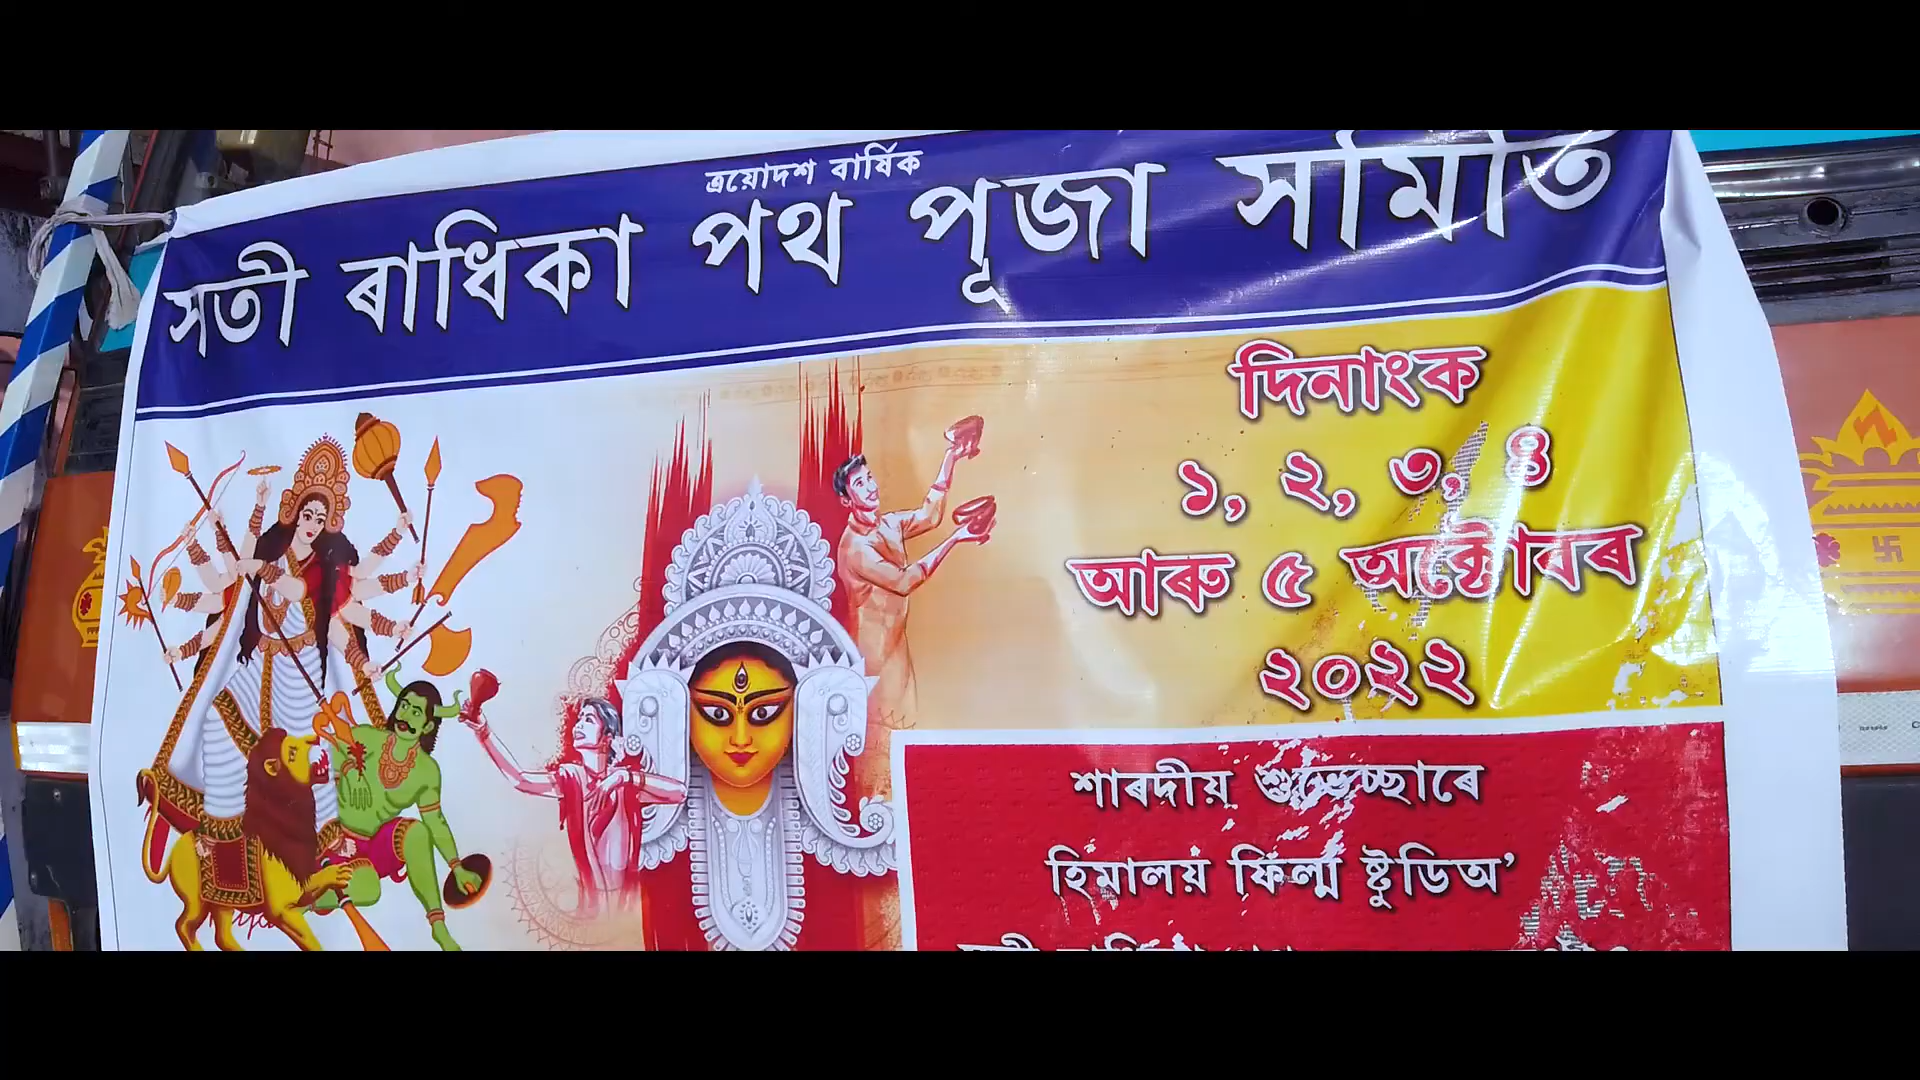 ত্ৰয়োদশ বাৰ্ষিক
সতী ৰাধিকা পথ পূজা সমিতি
দিনাংক
১, ২, ৩, ৪
আৰু ৫ অক্টোবৰ
২০২২
শাৰদীয় শুভেচ্ছাৰে
হিমালয় ফিল্ম ষ্টুডিঅ’